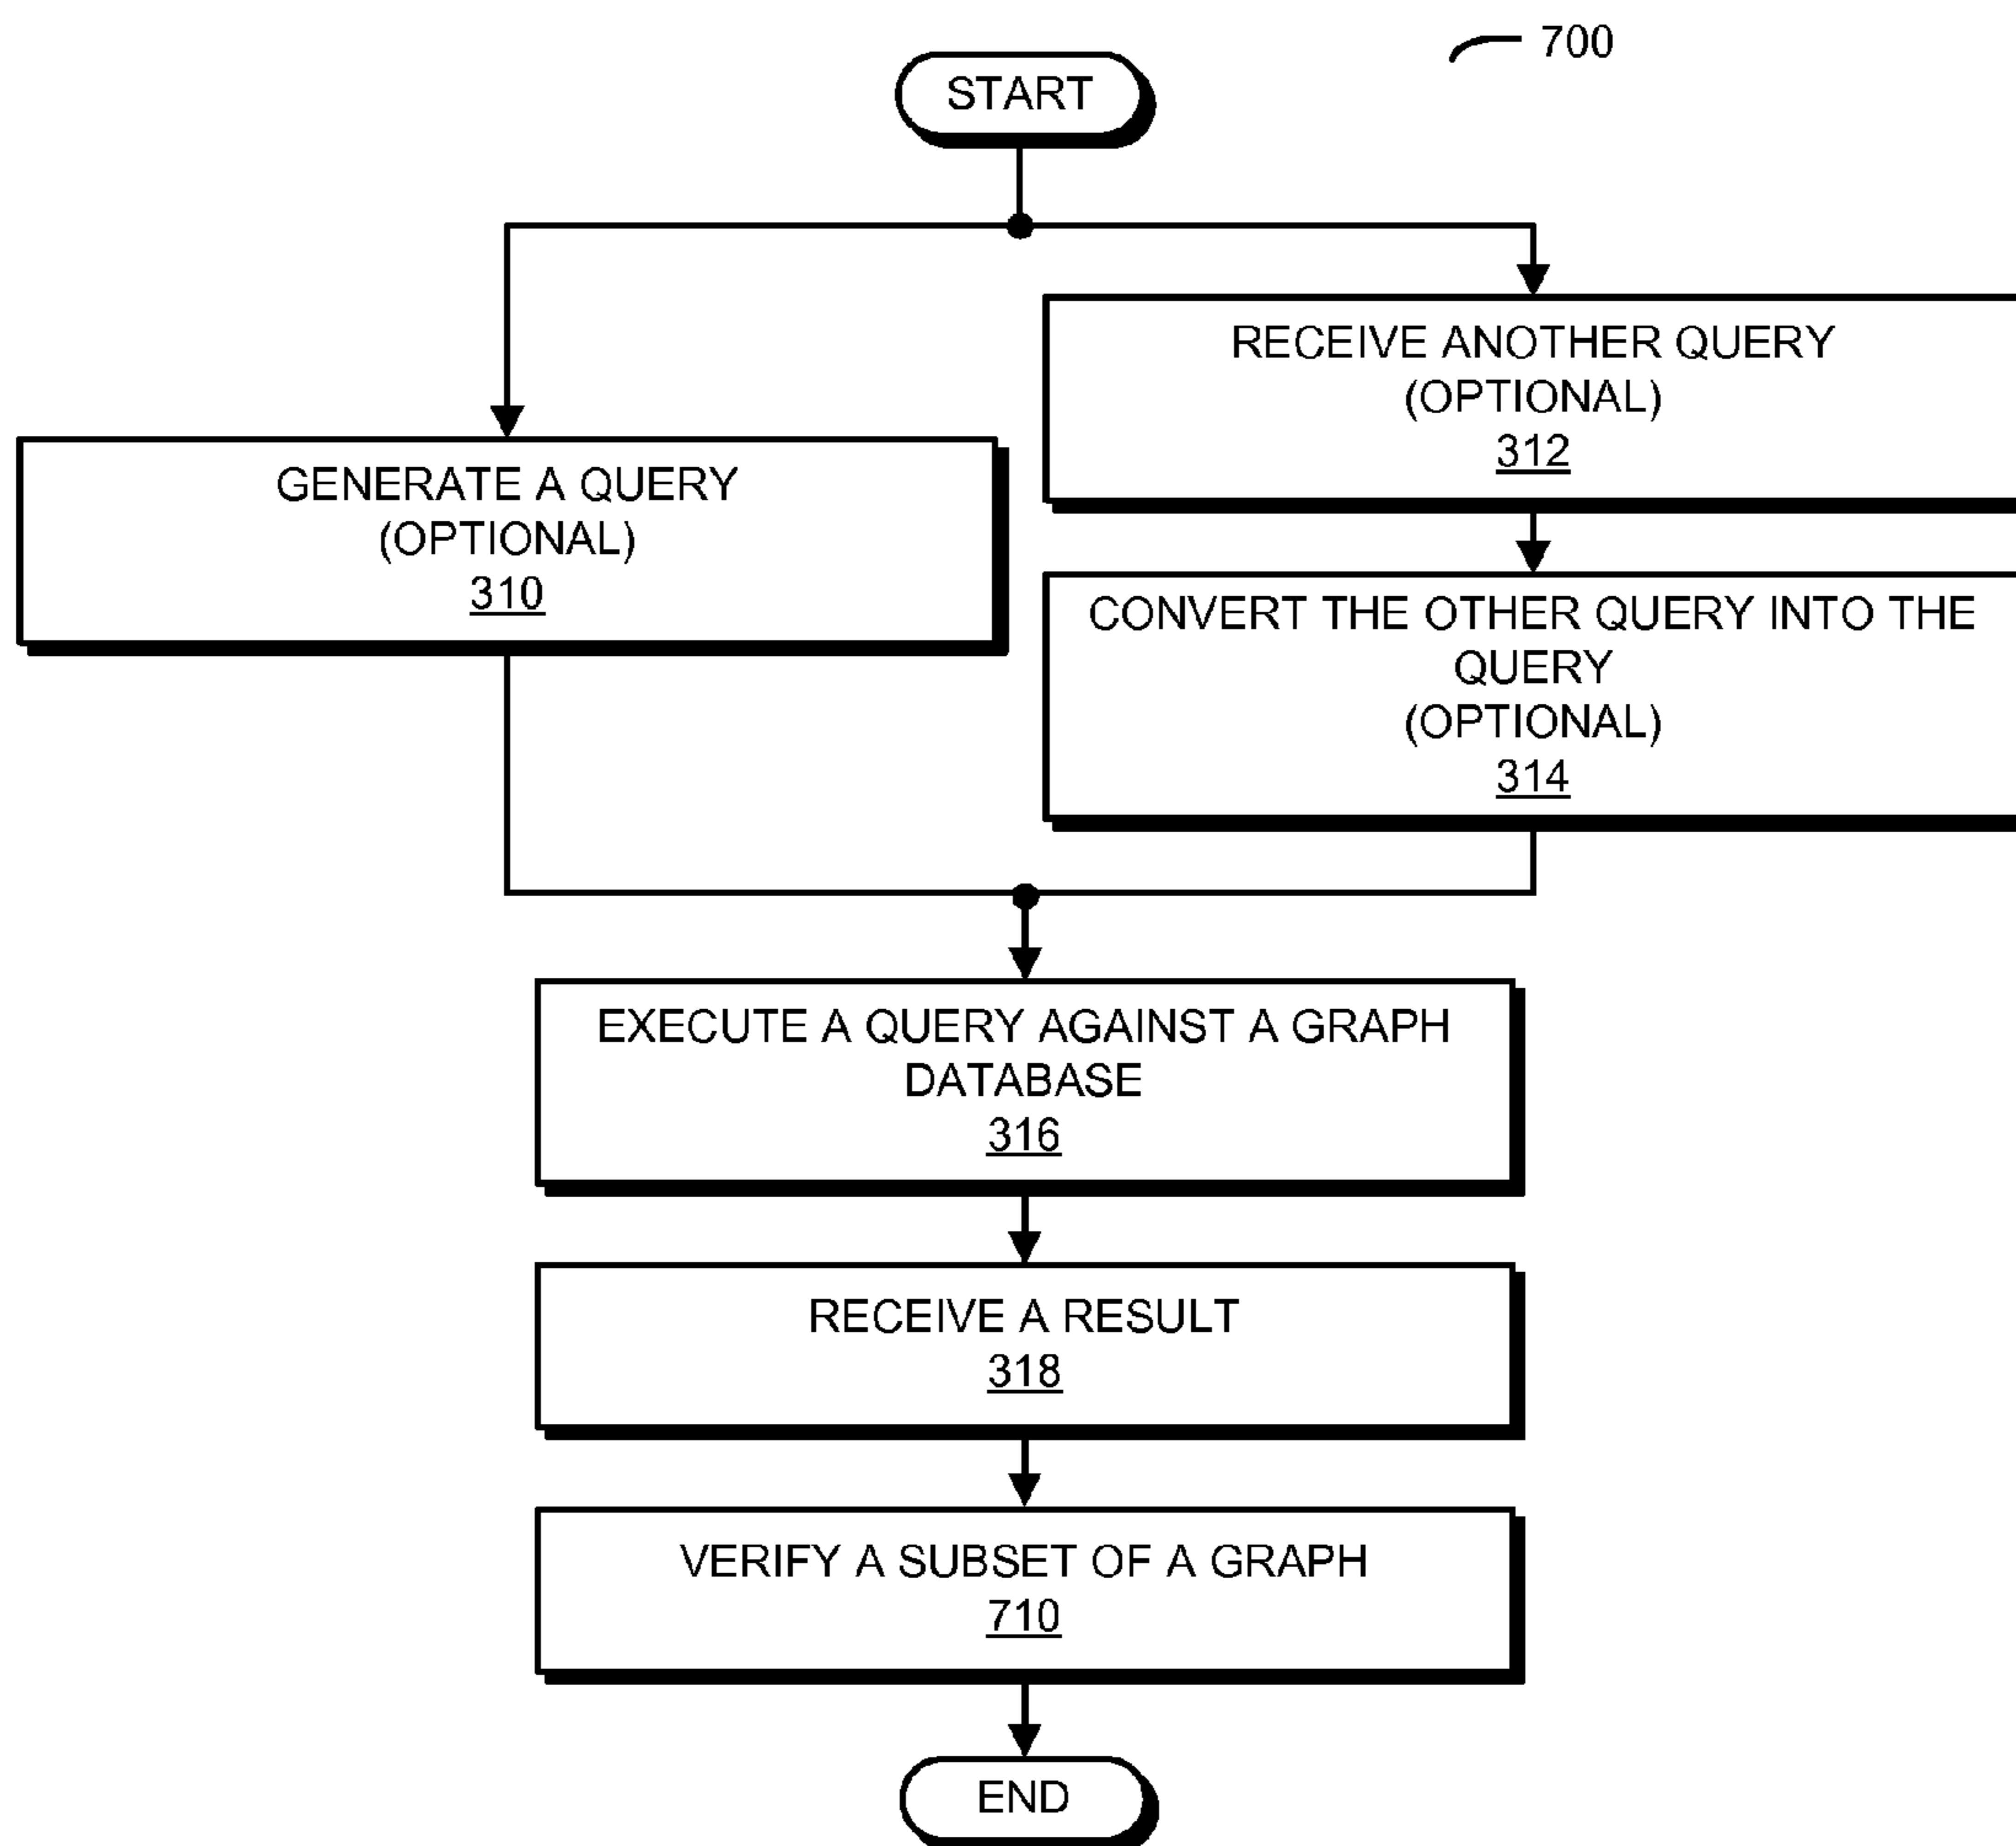 700
START
RECEIVE ANOTHER QUERY
(OPTIONAL)
312
GENERATE A QUERY
(OPTIONAL)
310
CONVERT THE OTHER QUERY INTO THE
QUERY
(OPTIONAL)
314
EXECUTE A QUERY AGAINST A GRAPH
DATABASE
316
RECEIVE A RESULT
318
VERIFY A SUBSET OF A GRAPH
710
END